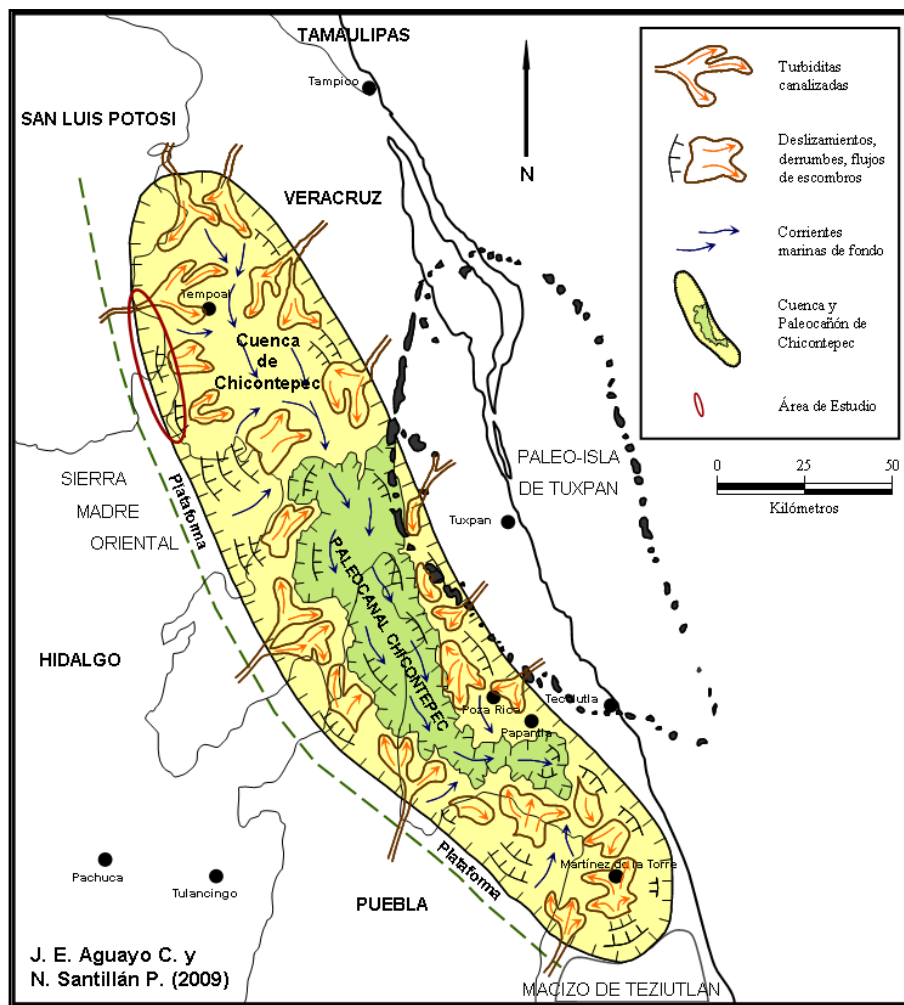 TAMAULIPAS
Tampico
SAN LUIS POTOSI
VERACRUZ
N
Turbiditas
canalizadas
Deslizamientos,
derrumbes, flujos
de escombros
Corrientes
marinas de fondo
Cuenca y
Paleocañón de
Chicontepec
Área de Estudio
0 25 50
Kilómetros
Tempoal
Cuenca
de
Chicontepec
SIERRA
MADRE
ORIENTAL
Plataforma
PALEO-ISLA
DE TUXPAN
Tuxpan
PALEOCANAL CHICONTEPEC
HIDALGO
Poza Rica
Tecolutla
Papantla
Pachuca
Tulancingo
Plataforma
Martínez de la Torre
PUEBLA
J. E. Aguayo C. y
N. Santillán P. (2009)
MACIZO DE TEZIUTLAN